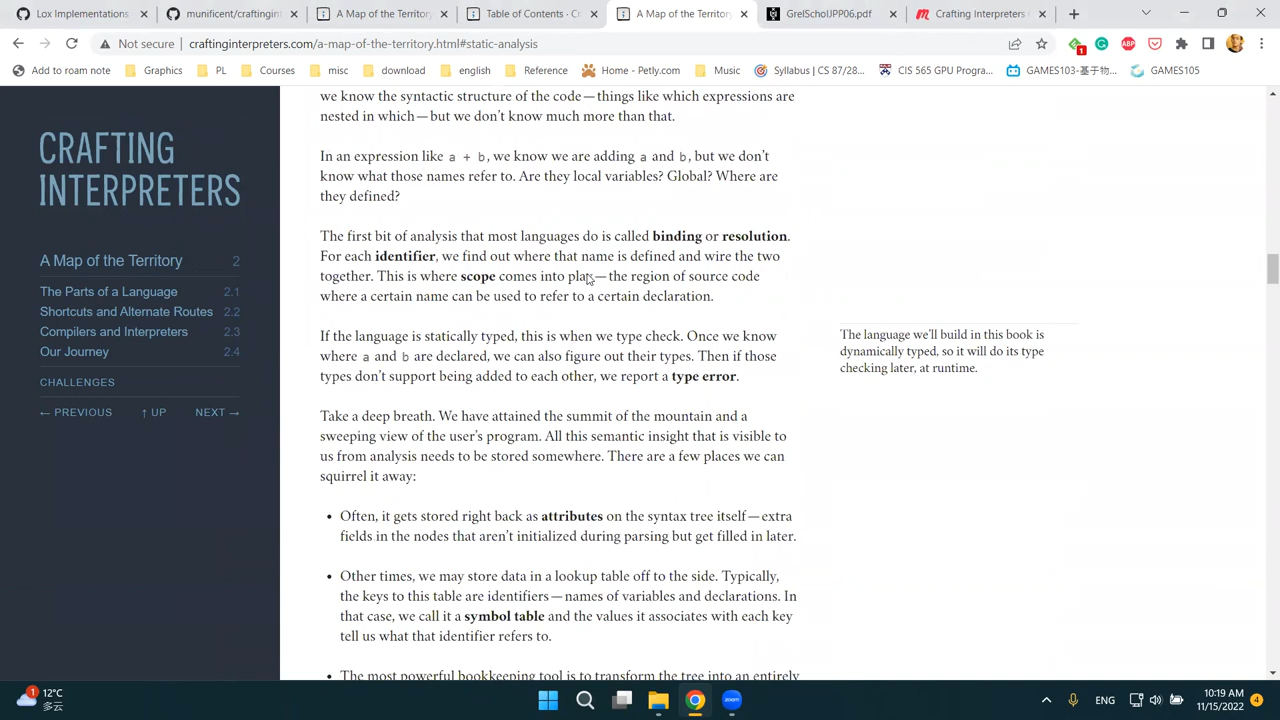 Lox Implementations
munificent/craftinginte
A Map of the Territory
Table of Contents · Cr
A Map of the Territory
GrelScholJPP06.pdf
Crafting Interpreters
Not secure
craftinginterpreters.com/a-map-of-the-territory.html#static-analysis
1
ABP
Add to roam note
Graphics
PL
Courses
misc
download
english
Reference
Home - Petly.com
Music
Syllabus | CS 87/28...
CIS 565 GPU Progra...
GAMES103-基于物...
GAMES105
CRAFTING
INTERPRETERS
A Map of the Territory 2
The Parts of a Language 2.1
Shortcuts and Alternate Routes 2.2
Compilers and Interpreters 2.3
Our Journey 2.4
CHALLENGES
← PREVIOUS ↑ UP NEXT →
we know the syntactic structure of the code—things like which expressions are
nested in which—but we don't know much more than that.
In an expression like a + b, we know we are adding a and b, but we don't
know what those names refer to. Are they local variables? Global? Where are
they defined?
The first bit of analysis that most languages do is called binding or resolution.
For each identifier, we find out where that name is defined and wire the two
together. This is where scope comes into play—the region of source code
where a certain name can be used to refer to a certain declaration.
If the language is statically typed, this is when we type check. Once we know
where a and b are declared, we can also figure out their types. Then if those
types don't support being added to each other, we report a type error.
The language we'll build in this book is
dynamically typed, so it will do its type
checking later, at runtime.
Take a deep breath. We have attained the summit of the mountain and a
sweeping view of the user's program. All this semantic insight that is visible to
us from analysis needs to be stored somewhere. There are a few places we can
squirrel it away:
• Often, it gets stored right back as attributes on the syntax tree itself—extra
fields in the nodes that aren't initialized during parsing but get filled in later.
• Other times, we may store data in a lookup table off to the side. Typically,
the keys to this table are identifiers—names of variables and declarations. In
that case, we call it a symbol table and the values it associates with each key
tell us what that identifier refers to.
• The most powerful bookkeeping tool is to transform the tree into an entirely
1
12°C
多云
zoom
ENG
10:19 AM
11/15/2022
4